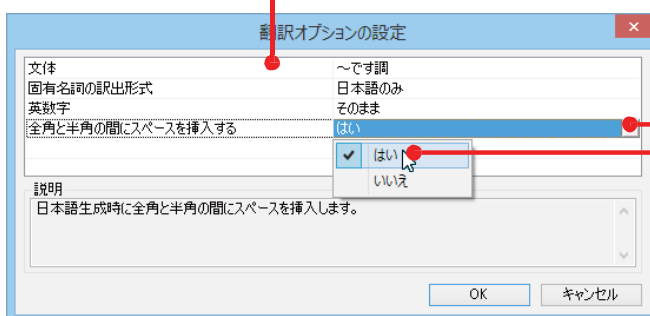 翻訳オプションの設定
文体 ～です調
固有名詞の訳出形式 日本語のみ
英数字 そのまま
全角と半角の間にスペースを挿入する はい
はい
いいえ
説明
日本語生成時に全角と半角の間にスペースを挿入します。
OK キャンセル